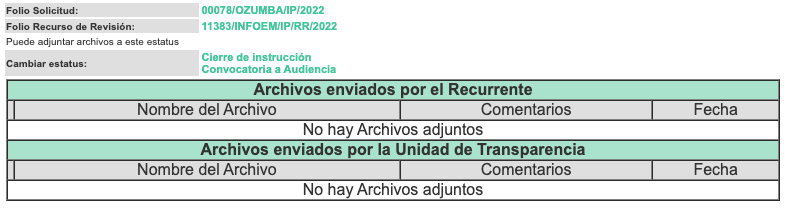 Folio Solicitud: 00078/OZUMBA/IP/2022
Folio Recurso de Revisión: 11383/INFOEM/IP/RR/2022
Puede adjuntar archivos a este estatus
Cambiar estatus: Cierre de instrucción
Convocatoria a Audiencia
Archivos enviados por el Recurrente
Nombre del Archivo Comentarios Fecha
No hay Archivos adjuntos
Archivos enviados por la Unidad de Transparencia
Nombre del Archivo Comentarios Fecha
No hay Archivos adjuntos